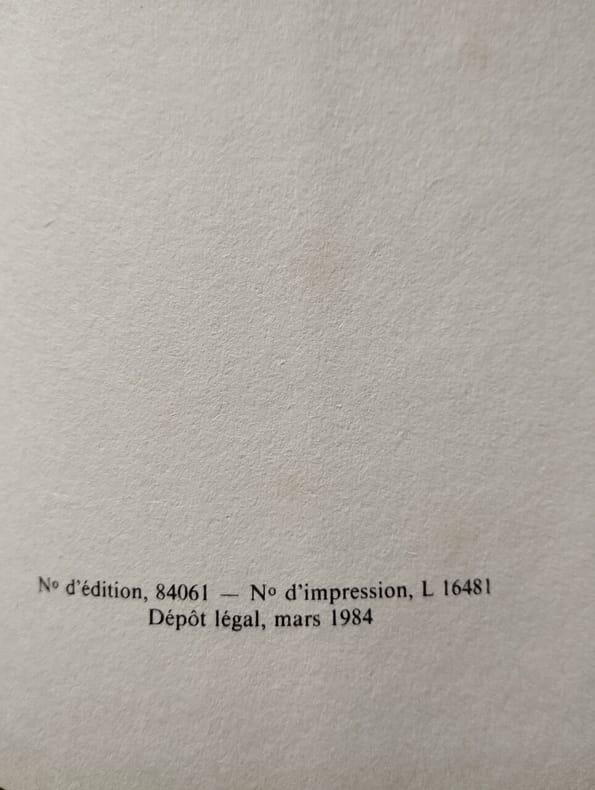 Nº d'édition, 84061 — Nº d'impression, L 16481
Dépôt légal, mars 1984